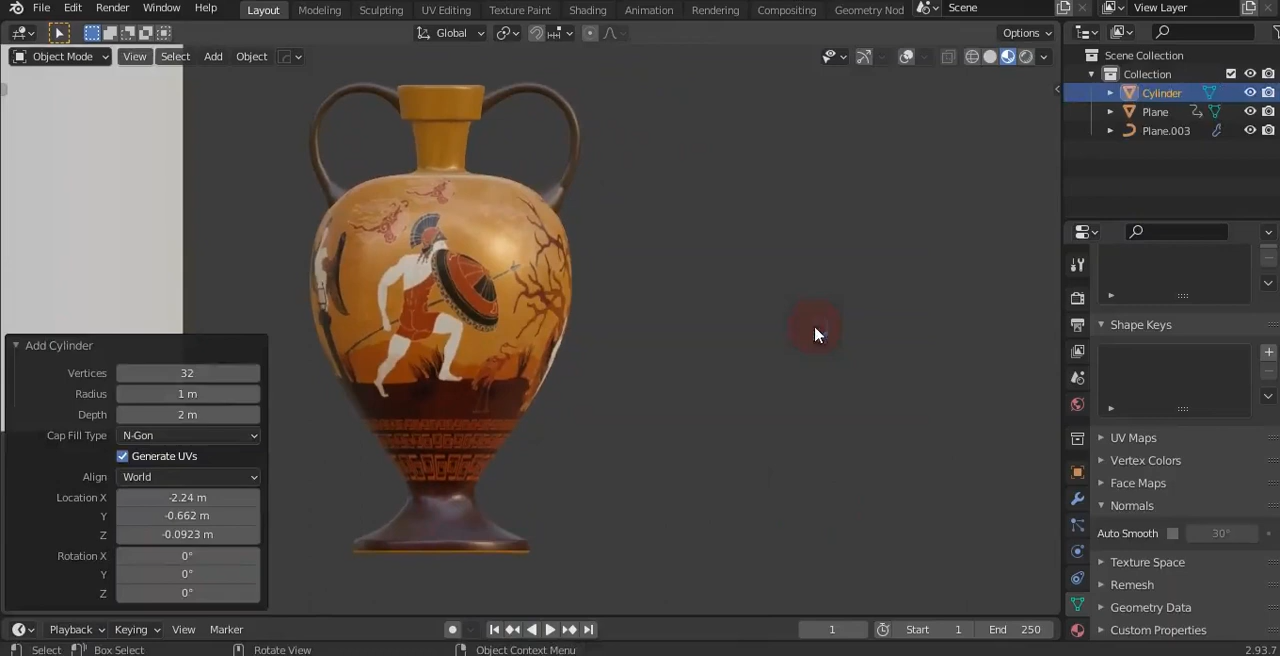 File Edit Render Window Help Layout Modeling Sculpting UV Editing Texture Paint Shading Animation Rendering Compositing Geometry Nod Scene View Layer
Global Options
Object Mode View Select Add Object
Scene Collection
Collection
Cylinder
Plane
Plane.003
Shape Keys
Add Cylinder
Vertices 32
Radius 1 m
Depth 2 m
Cap Fill Type N-Gon
Generate UVs
Align World
Location X -2.24 m
Y -0.662 m
Z -0.0923 m
Rotation X 0°
Y 0°
Z 0°
UV Maps
Vertex Colors
Face Maps
Normals
Auto Smooth 30°
Texture Space
Remesh
Geometry Data
Custom Properties
Playback Keying View Marker 1 Start 1 End 250
Select Box Select Rotate View Object Context Menu 2.93.7